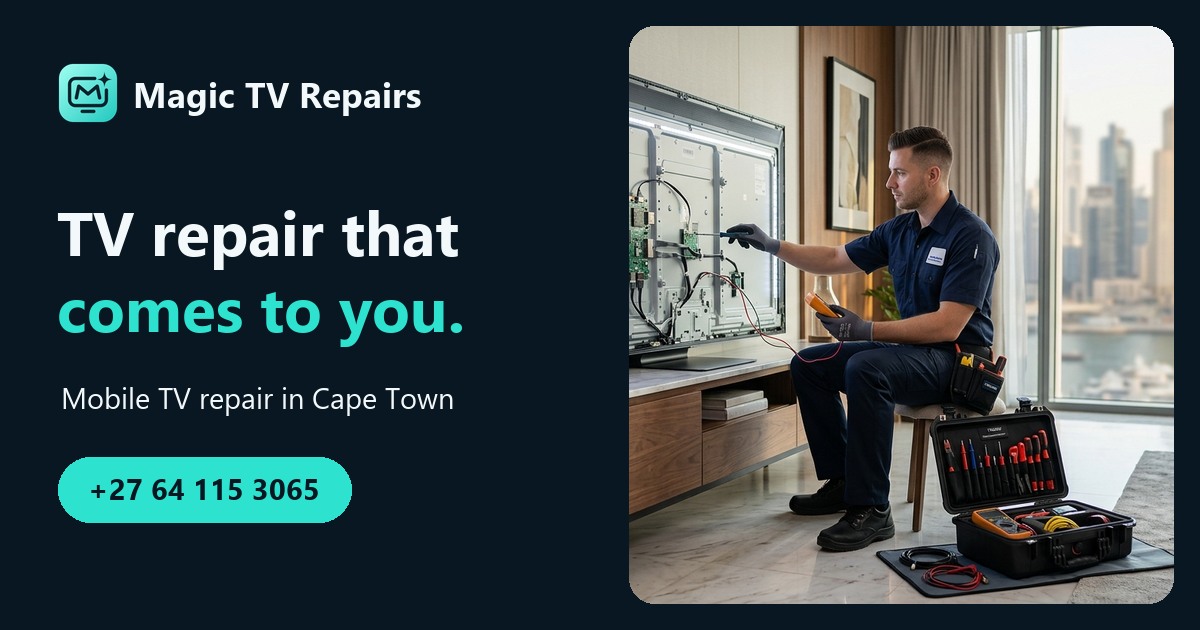 Magic TV Repairs
TV repair that
comes to you.
Mobile TV repair in Cape Town
+27 64 115 3065